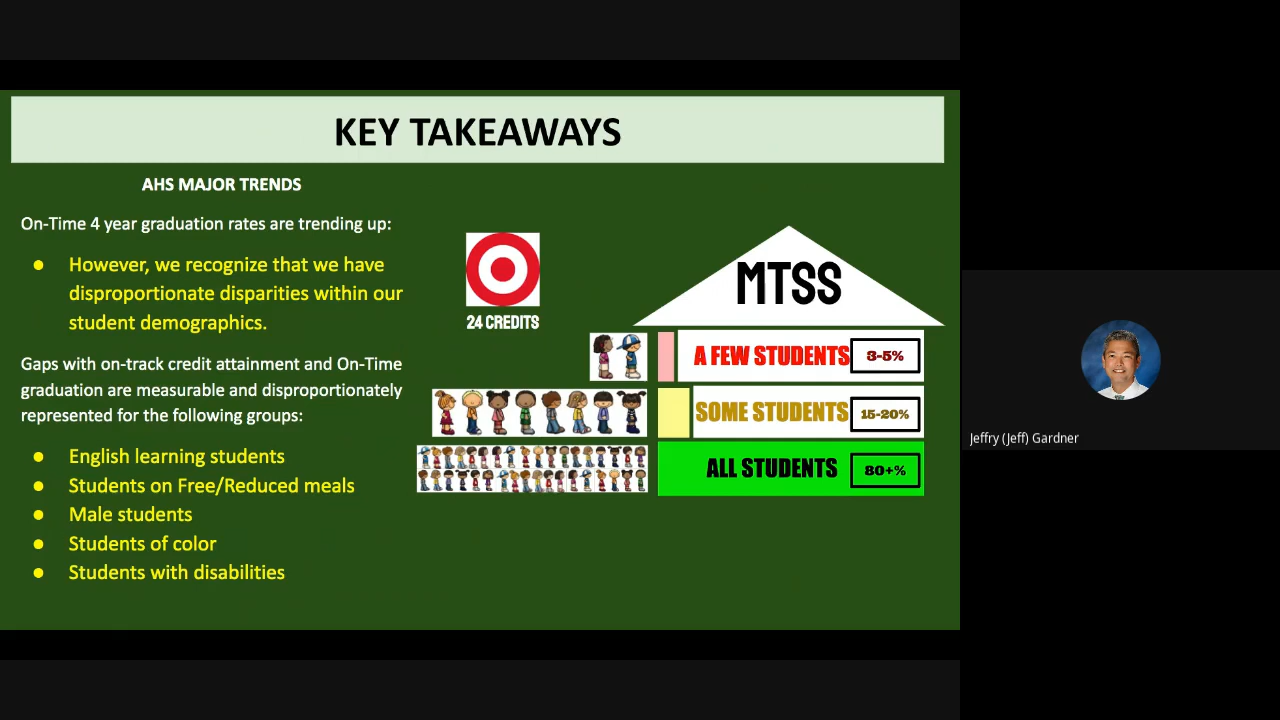 KEY TAKEAWAYS
AHS MAJOR TRENDS
On-Time 4 year graduation rates are trending up:
● However, we recognize that we have
disproportionate disparities within our
student demographics.
Gaps with on-track credit attainment and On-Time
graduation are measurable and disproportionately
represented for the following groups:
● English learning students
● Students on Free/Reduced meals
● Male students
● Students of color
● Students with disabilities
24 CREDITS
MTSS
A FEW STUDENTS 3-5%
SOME STUDENTS 15-20%
ALL STUDENTS 80+%
Jeffry (Jeff) Gardner